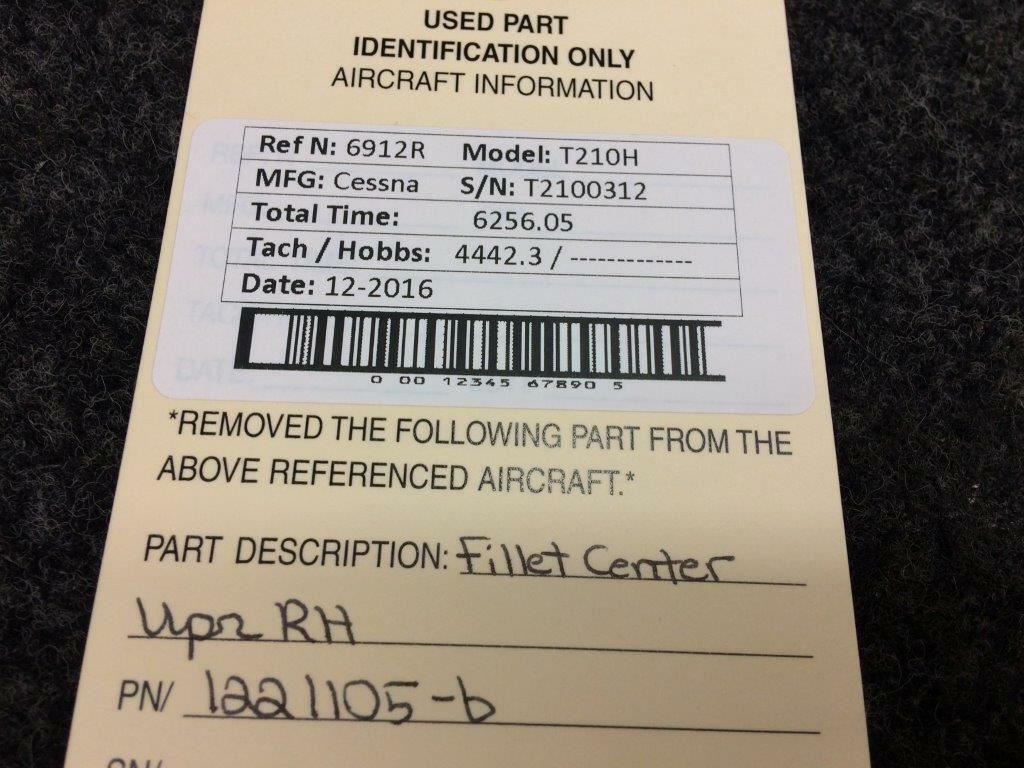 USED PART
IDENTIFICATION ONLY
AIRCRAFT INFORMATION
Ref N: 6912R Model: T210H
MFG: Cessna S/N: T2100312
Total Time: 6256.05
Tach / Hobbs: 4442.3 / -------------
Date: 12-2016
0 00 12345 67890 5
*REMOVED THE FOLLOWING PART FROM THE
ABOVE REFERENCED AIRCRAFT.*
PART DESCRIPTION: Fillet Center
Upr RH
PN/ 1221105-6